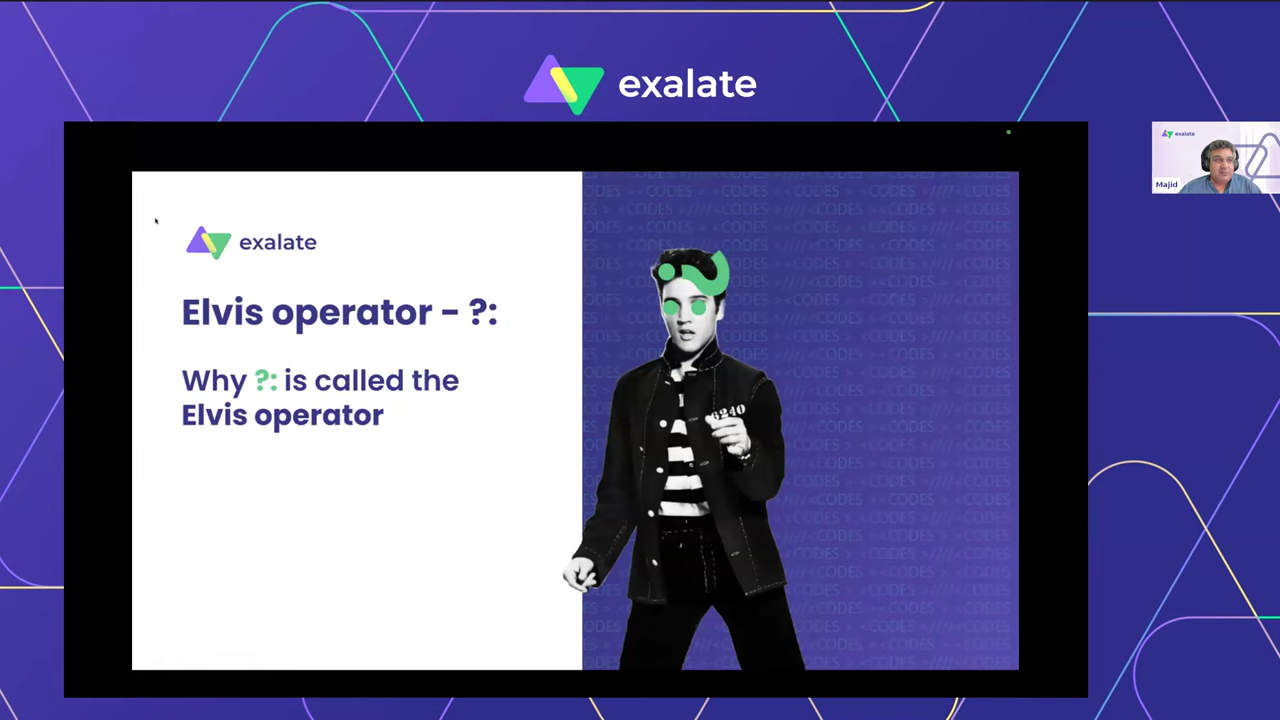 exalate
exalate
Majid
exalate
Elvis operator - ?:
Why ?: is called the
Elvis operator
6240